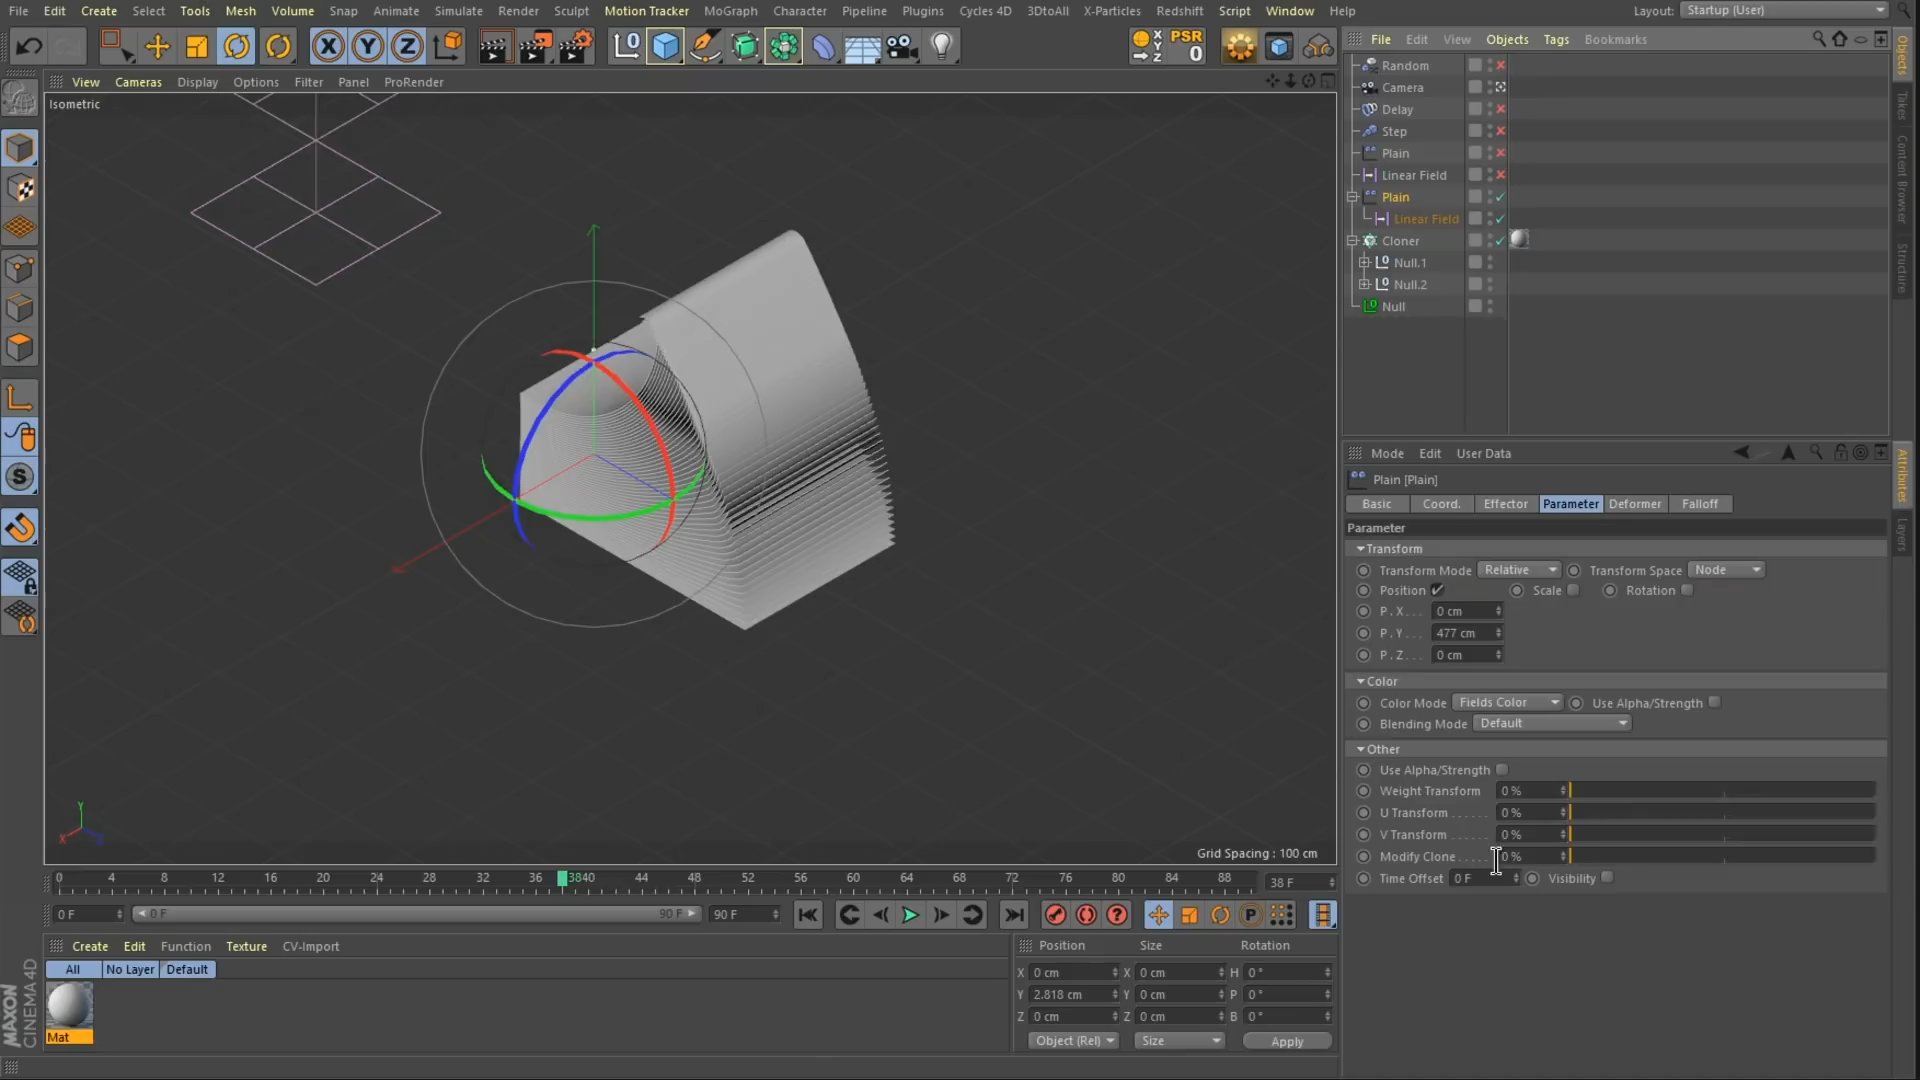 File Edit Create Select Tools Mesh Volume Snap Animate Simulate Render Sculpt Motion Tracker MoGraph Character Pipeline Plugins Cycles 4D 3DtoAll X-Particles Redshift Script Window Help Layout: Startup (User)
X Y Z PSR 0
File Edit View Objects Tags Bookmarks
View Cameras Display Options Filter Panel ProRender
Isometric
Random
Camera
Delay
Step
Plain
Linear Field
Plain
Linear Field
Cloner
Null.1
Null.2
Null
Objects
Takes
Content Browser
Structure
Mode Edit User Data
Plain [Plain]
Basic Coord. Effector Parameter Deformer Falloff
Parameter
Transform
Transform Mode Relative Transform Space Node
Position Scale Rotation
P . X . . . 0 cm
P . Y . . . 477 cm
P . Z . . . 0 cm
Color
Color Mode Fields Color Use Alpha/Strength
Blending Mode Default
Other
Use Alpha/Strength
Weight Transform 0 %
U Transform . . . . . . 0 %
V Transform . . . . . . 0 %
Modify Clone . . . . . 0 %
Time Offset 0 F Visibility
Attributes
Layers
Y X
Grid Spacing : 100 cm
0 4 8 12 16 20 24 28 32 36 3840 44 48 52 56 60 64 68 72 76 80 84 88 38 F
0 F 0 F 90 F 90 F
Create Edit Function Texture CV-Import
All No Layer Default
Mat
MAXON CINEMA 4D
Position Size Rotation
X 0 cm X 0 cm H 0 °
Y 2.818 cm Y 0 cm P 0 °
Z 0 cm Z 0 cm B 0 °
Object (Rel) Size Apply